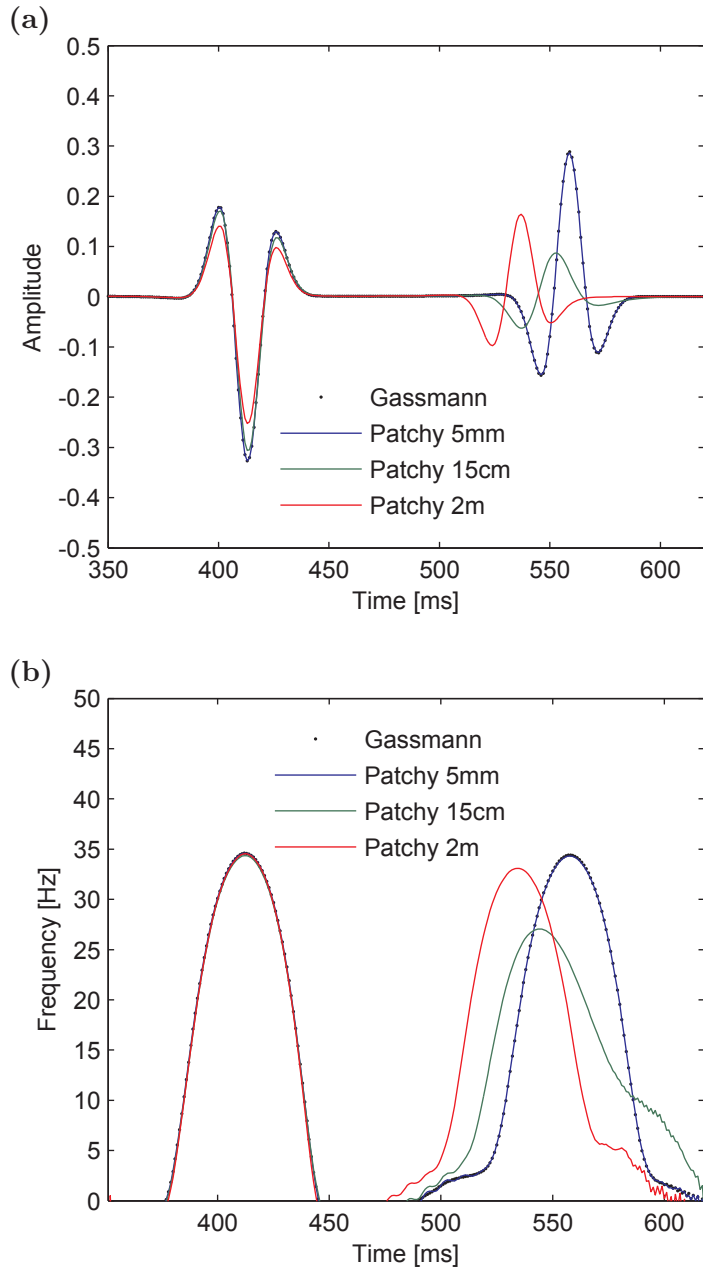 (a)
0.5
0.4
0.3
0.2
0.1
0
-0.1
-0.2
-0.3
-0.4
-0.5
Amplitude
Gassmann
Patchy 5mm
Patchy 15cm
Patchy 2m
350 400 450 500 550 600
Time [ms]
(b)
50
45
40
35
30
25
20
15
10
5
0
Frequency [Hz]
Gassmann
Patchy 5mm
Patchy 15cm
Patchy 2m
400 450 500 550 600
Time [ms]